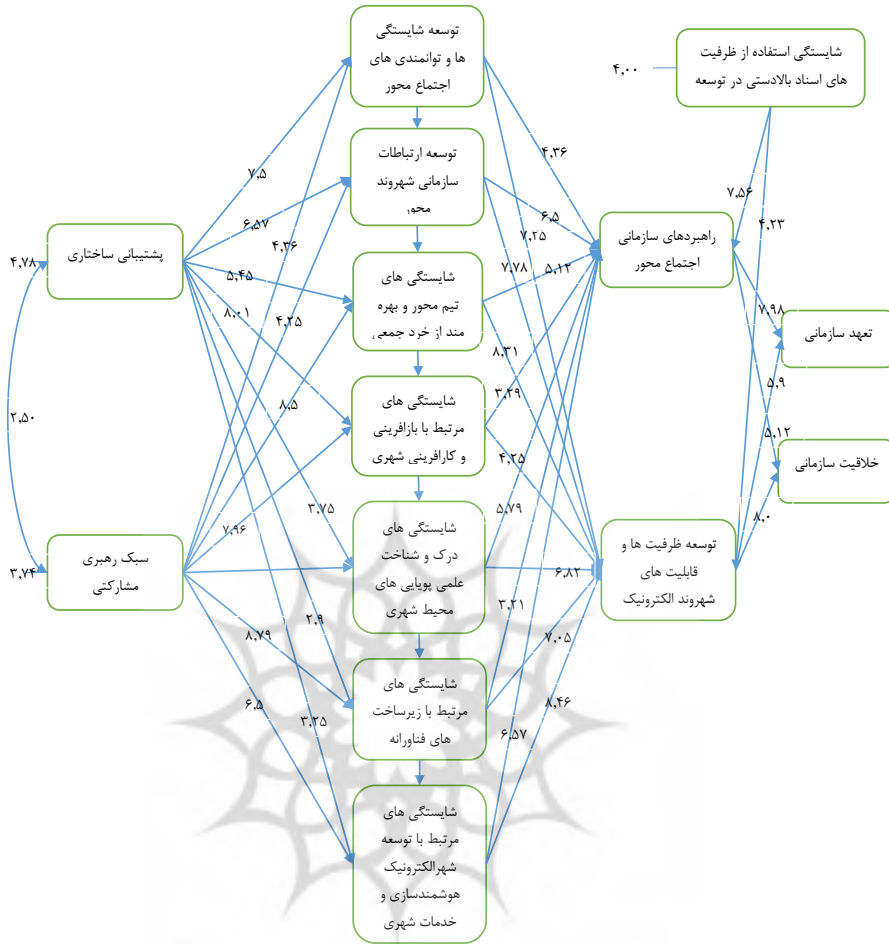 توسعه شایستگی
ها و توانمندی های
اجتماع محور
شایستگی استفاده از ظرفیت
های اسناد بالادستی در توسعه
۴,۰۰
توسعه ارتباطات
سازمانی شهروند
محور
پشتیبانی ساختاری
راهبردهای سازمانی
اجتماع محور
شایستگی های
تیم محور و بهره
مند از خرد جمعی
تعهد سازمانی
شایستگی های
مرتبط با بازافرینی
و کارافرینی شهری
خلاقیت سازمانی
شایستگی های
درک و شناخت
علمی پویایی های
محیط شهری
سبک رهبری
مشارکتی
توسعه ظرفیت ها و
قابلیت های
شهروند الکترونیک
شایستگی های
مرتبط با زیرساخت
های فناورانه
شایستگی های
مرتبط با توسعه
شهرالکترونیک
هوشمندسازی و
خدمات شهری
۴,۷۸
۲,۵۰
۳,۷۴
۷,۵
۶,۵۷
۴,۳۶
۵,۴۵
۸,۰۱
۴,۲۵
۸,۵
۳,۷۵
۷,۹۶
۲,۹
۸,۷۹
۶,۵
۳,۲۵
۴,۳۶
۶,۵
۷,۲۵
۷,۷۸
۵,۱۲
۸,۳۱
۳,۲۹
۴,۲۵
۵,۷۹
۶,۸۲
۳,۲۱
۷,۰۵
۸,۴۶
۶,۵۷
۷,۵۶
۴,۲۳
۷,۹۸
۵,۹
۵,۱۲
۸,۰